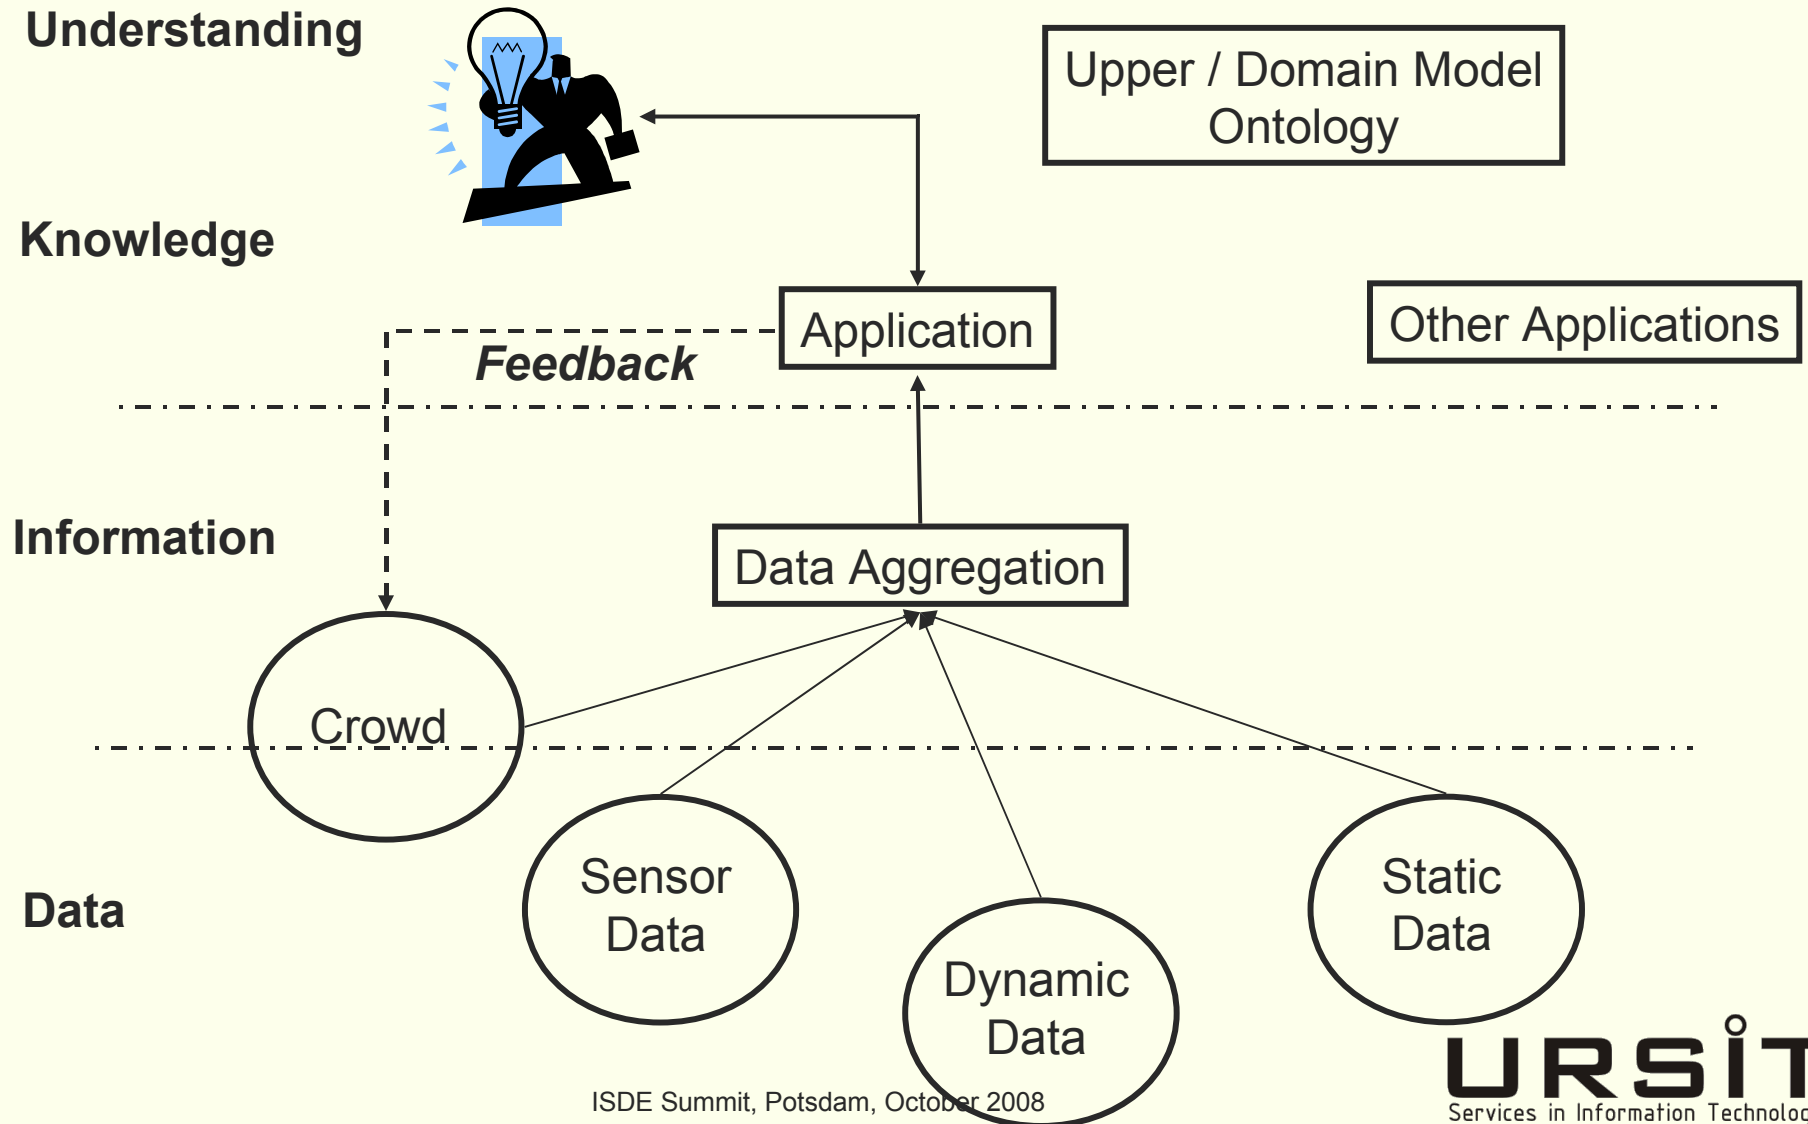 Understanding
Upper / Domain Model
Ontology
Knowledge
Application
Other Applications
Feedback
Information
Data Aggregation
Crowd
Sensor
Data
Static
Data
Data
Dynamic
Data
ISDE Summit, Potsdam, October 2008
URSIT
Services in Information Technolog